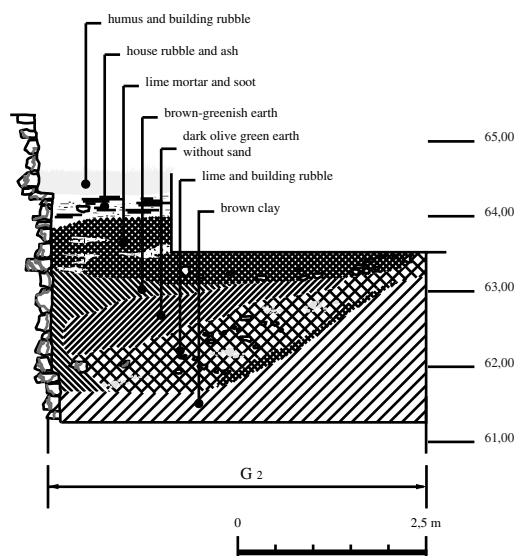 humus and building rubble
house rubble and ash
lime mortar and soot
brown-greenish earth
dark olive green earth
without sand
lime and building rubble
brown clay
65,00
64,00
63,00
62,00
61,00
G 2
0
2,5 m